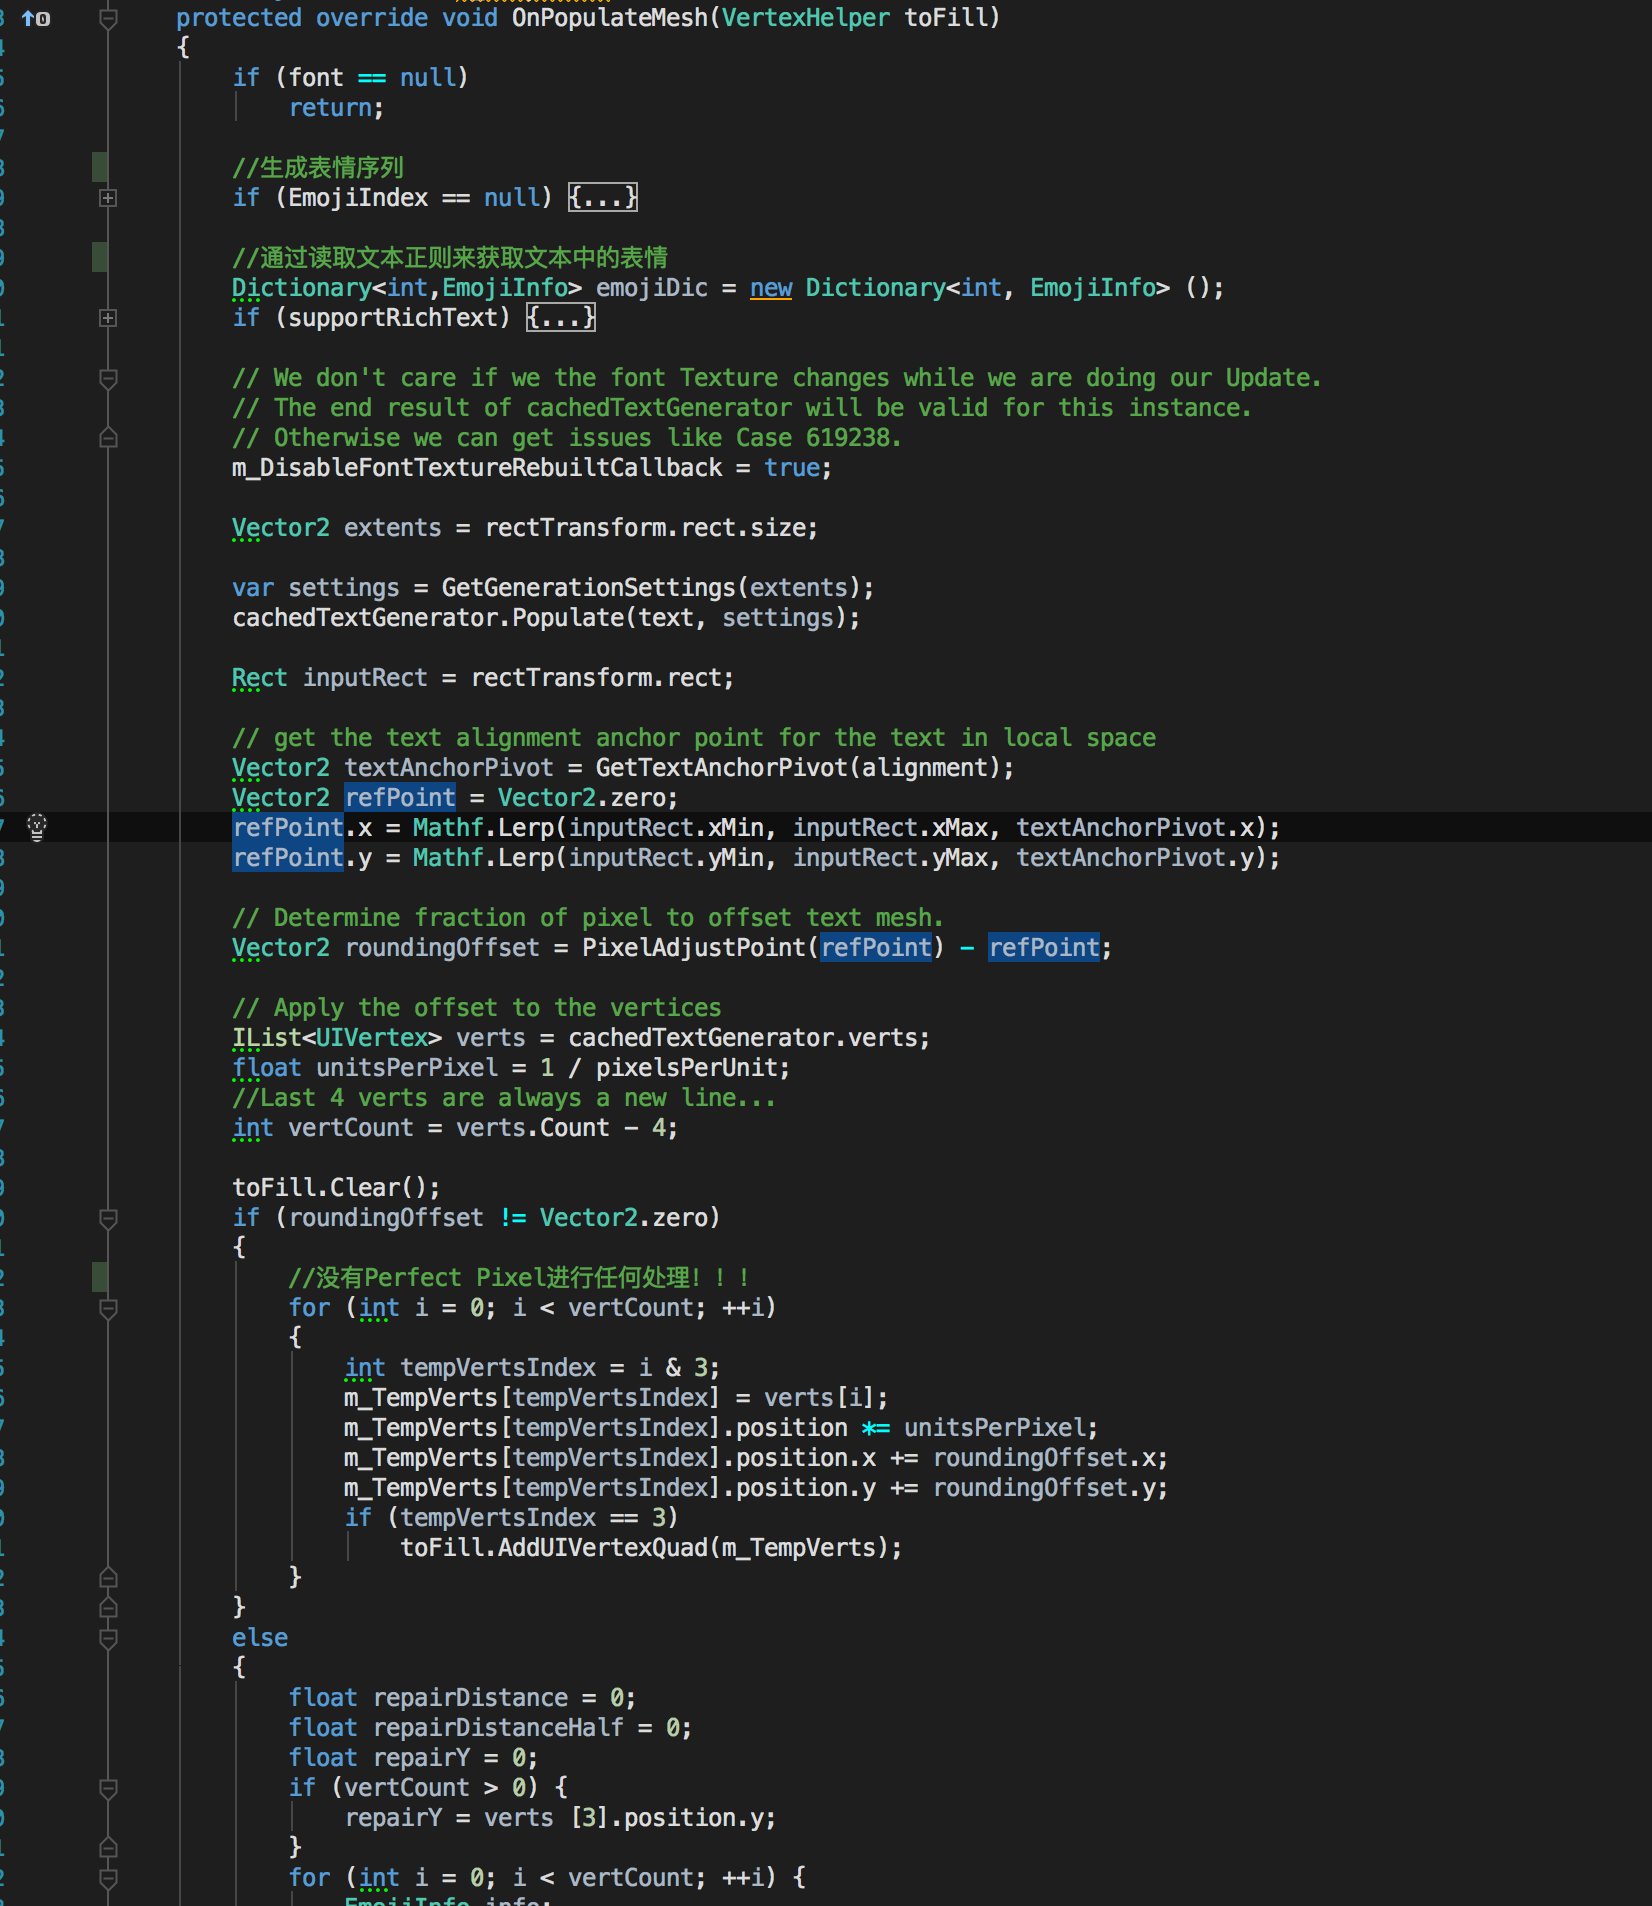 protected override void OnPopulateMesh(VertexHelper toFill)
{
if (font == null)
return;
//生成表情序列
if (EmojiIndex == null) {...}
//通过读取文本正则来获取文本中的表情
Dictionary<int,EmojiInfo> emojiDic = new Dictionary<int, EmojiInfo> ();
if (supportRichText) {...}
// We don't care if we the font Texture changes while we are doing our Update.
// The end result of cachedTextGenerator will be valid for this instance.
// Otherwise we can get issues like Case 619238.
m_DisableFontTextureRebuiltCallback = true;
Vector2 extents = rectTransform.rect.size;
var settings = GetGenerationSettings(extents);
cachedTextGenerator.Populate(text, settings);
Rect inputRect = rectTransform.rect;
// get the text alignment anchor point for the text in local space
Vector2 textAnchorPivot = GetTextAnchorPivot(alignment);
Vector2 refPoint = Vector2.zero;
refPoint.x = Mathf.Lerp(inputRect.xMin, inputRect.xMax, textAnchorPivot.x);
refPoint.y = Mathf.Lerp(inputRect.yMin, inputRect.yMax, textAnchorPivot.y);
// Determine fraction of pixel to offset text mesh.
Vector2 roundingOffset = PixelAdjustPoint(refPoint) - refPoint;
// Apply the offset to the vertices
IList<UIVertex> verts = cachedTextGenerator.verts;
float unitsPerPixel = 1 / pixelsPerUnit;
//Last 4 verts are always a new line...
int vertCount = verts.Count - 4;
toFill.Clear();
if (roundingOffset != Vector2.zero)
{
//没有Perfect Pixel进行任何处理！！！
for (int i = 0; i < vertCount; ++i)
{
int tempVertsIndex = i & 3;
m_TempVerts[tempVertsIndex] = verts[i];
m_TempVerts[tempVertsIndex].position *= unitsPerPixel;
m_TempVerts[tempVertsIndex].position.x += roundingOffset.x;
m_TempVerts[tempVertsIndex].position.y += roundingOffset.y;
if (tempVertsIndex == 3)
toFill.AddUIVertexQuad(m_TempVerts);
}
}
else
{
float repairDistance = 0;
float repairDistanceHalf = 0;
float repairY = 0;
if (vertCount > 0) {
repairY = verts [3].position.y;
}
for (int i = 0; i < vertCount; ++i) {
EmojiInfo info;